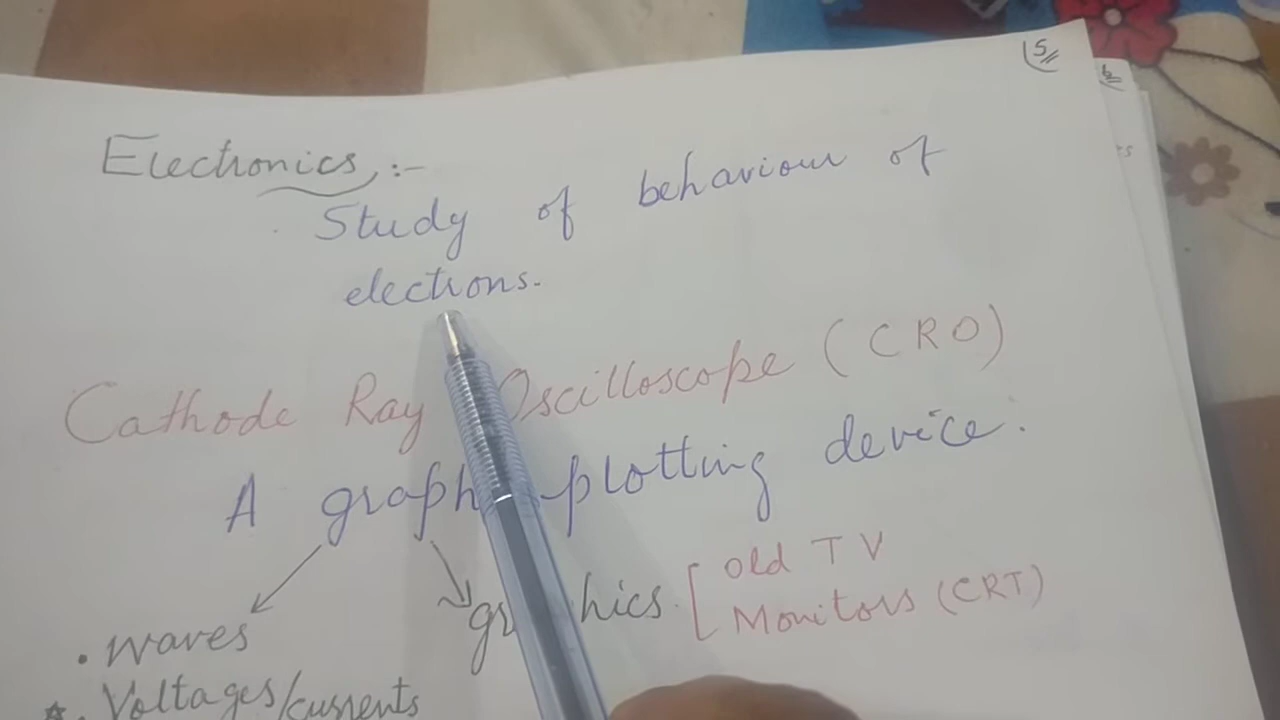 15
Electronics :-
Study of behaviour of
electrons.
Cathode Ray Oscilloscope (CRO)
A graph plotting device.
graphics [ Old TV
Monitors (CRT)
. waves
. Voltages/currents